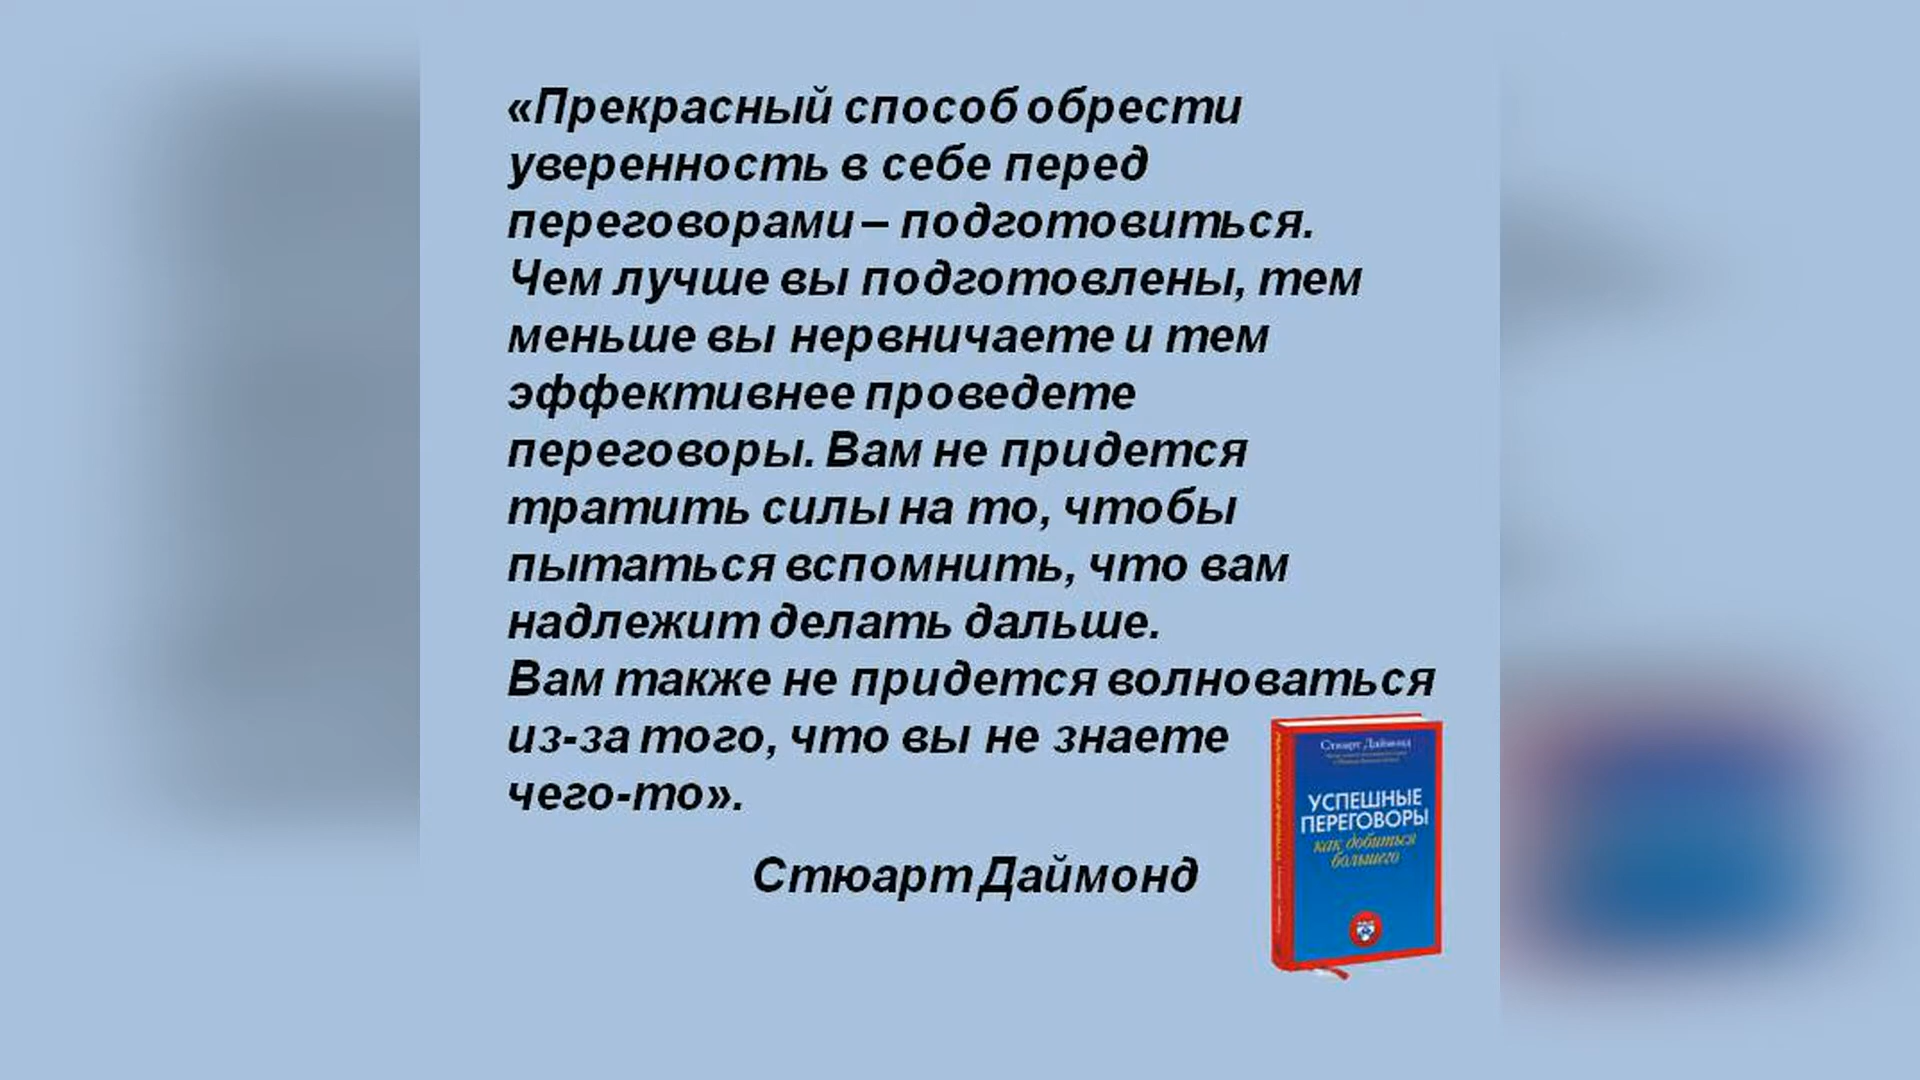 «Прекрасный способ обрести
уверенность в себе перед
переговорами – подготовиться.
Чем лучше вы подготовлены, тем
меньше вы нервничаете и тем
эффективнее проведете
переговоры. Вам не придется
тратить силы на то, чтобы
пытаться вспомнить, что вам
надлежит делать дальше.
Вам также не придется волноваться
из-за того, что вы не знаете
чего-то».
Стюарт Даймонд
Стюарт Даймонд
УСПЕШНЫЕ
ПЕРЕГОВОРЫ
как добиться
большего